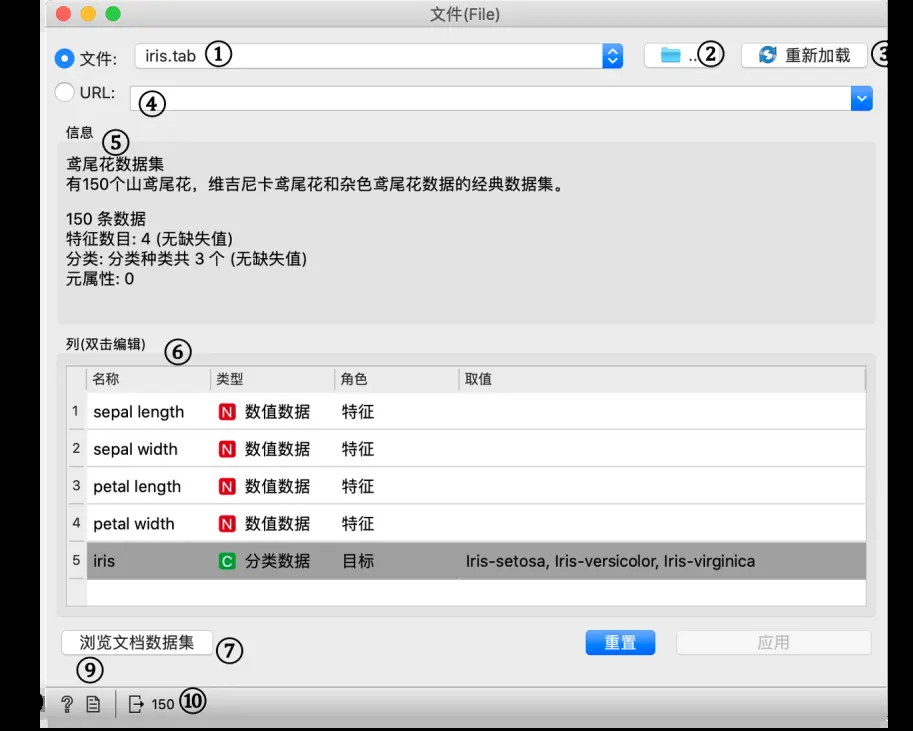 文件(File)
文件: iris.tab ① .. ② 重新加载 ③
URL: ④
信息 ⑤
鸢尾花数据集
有150个山鸢尾花，维吉尼卡鸢尾花和杂色鸢尾花数据的经典数据集。
150 条数据
特征数目: 4 (无缺失值)
分类: 分类种类共 3 个 (无缺失值)
元属性: 0
列(双击编辑) ⑥
名称 类型 角色 取值
1 sepal length N 数值数据 特征
2 sepal width N 数值数据 特征
3 petal length N 数值数据 特征
4 petal width N 数值数据 特征
5 iris C 分类数据 目标 Iris-setosa, Iris-versicolor, Iris-virginica
浏览文档数据集 ⑦ 重置 应用
⑨
? 150 ⑩